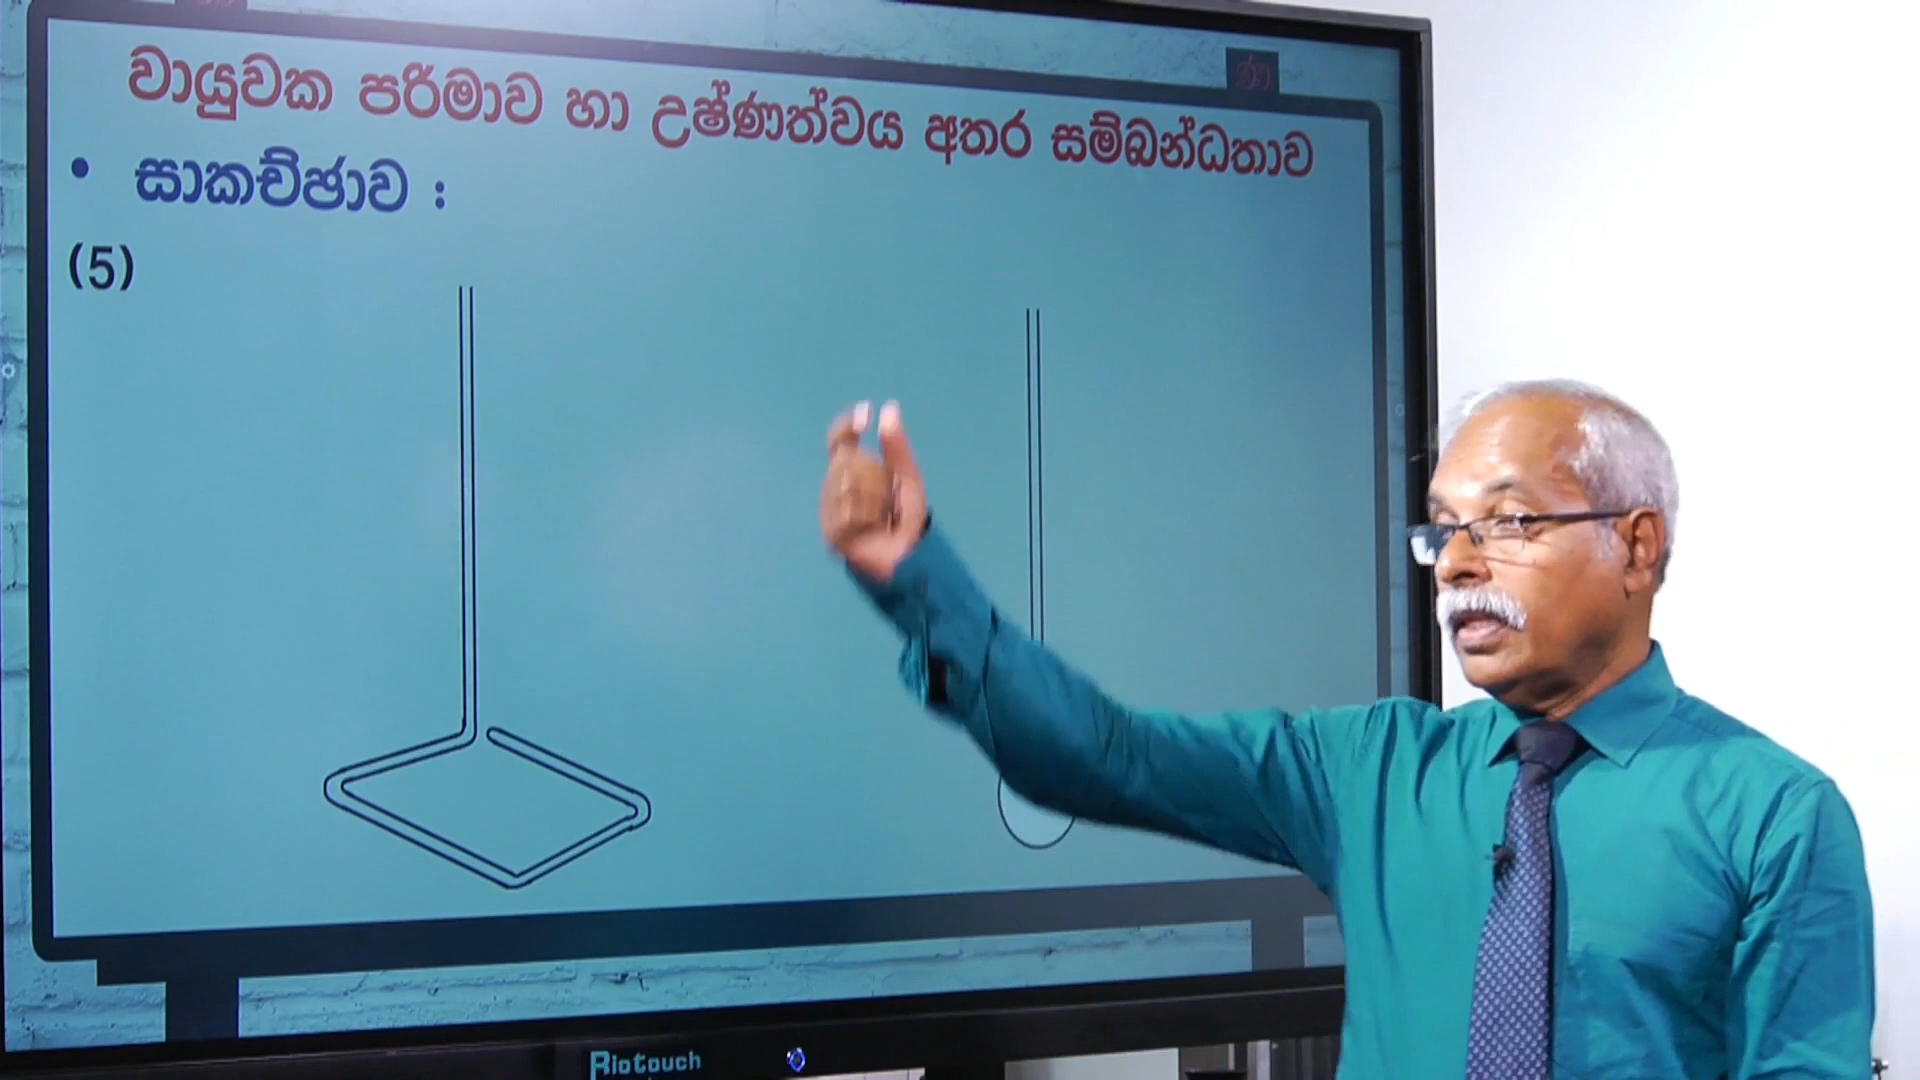 වායුවක පරිමාව හා උෂ්ණත්වය අතර සම්බන්ධතාව
• සාකච්ඡාව :
(5)
Riotouch